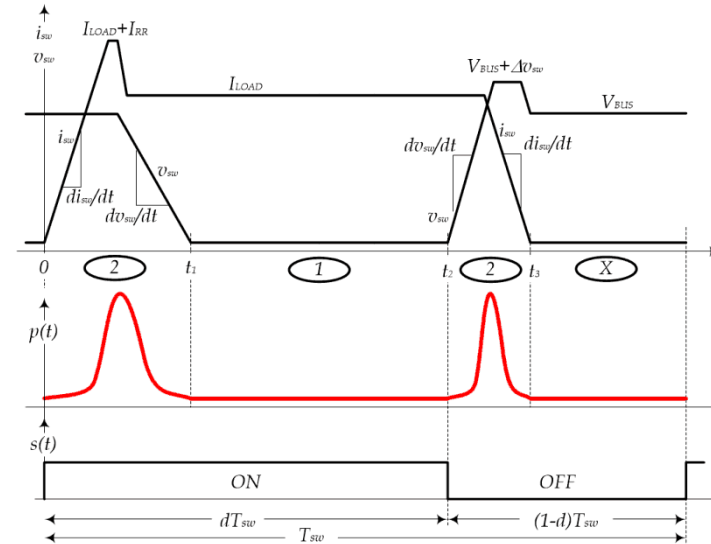 I_LOAD+I_RR
i_sw
v_sw
V_BUS+Δv_sw
I_LOAD
V_BUS
i_sw
i_sw
dv_sw/dt
di_sw/dt
v_sw
di_sw/dt
dv_sw/dt
v_sw
0
2
t_1
1
t_2
2
t_3
X
p(t)
s(t)
ON
OFF
dT_sw
(1-d)T_sw
T_sw